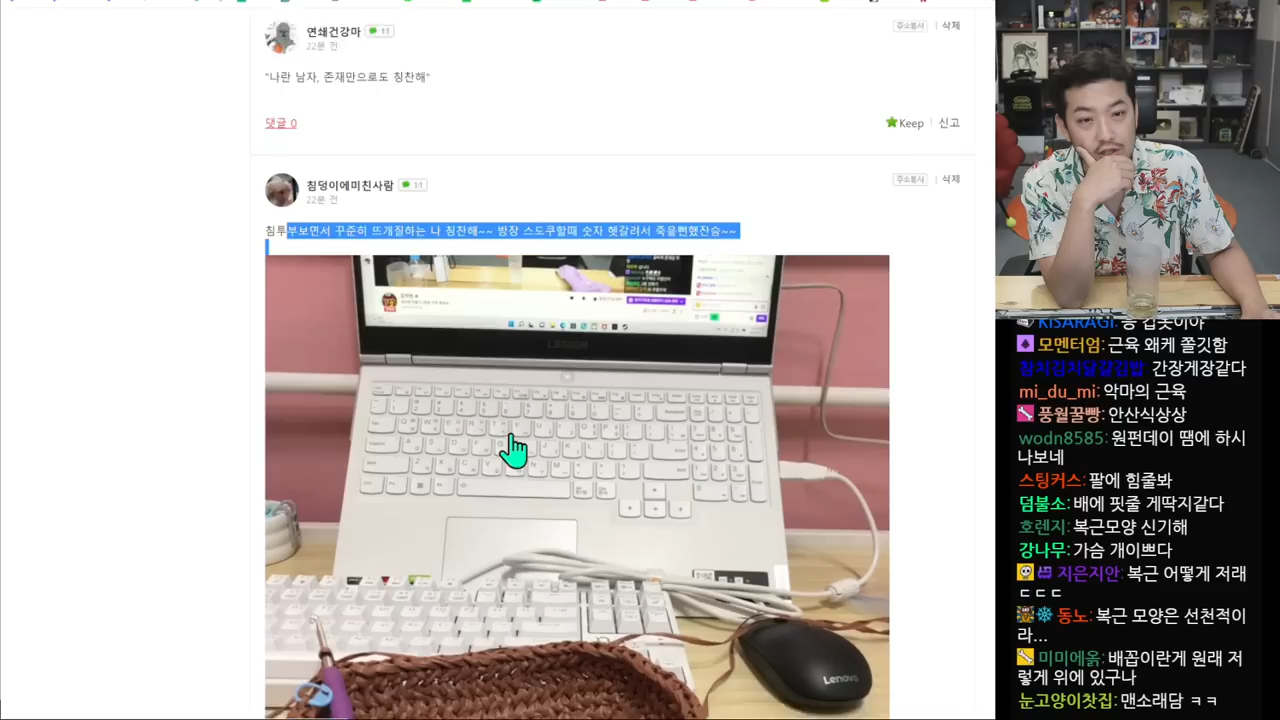 연쇄건강마
1:1
22분 전
주소복사
삭제
"나란 남자, 존재만으로도 칭찬해"
댓글 0
Keep
신고
침덩이에미친사람
1:1
22분 전
주소복사
삭제
침투부보면서 꾸준히 뜨개질하는 나 칭찬해~~ 방장 스도쿠할때 숫자 헷갈려서 죽을뻔했잔슴~~
LEGION
Lenovo
KISARAGI:
모멘터엄: 근육 왜케 쫄깃함
참치김치달걀김밥: 간장게장같다
mi_du_mi: 악마의 근육
풍월꿀빵: 안산식상상
wodn8585: 원펀데이 땜에 하시
나보네
스팅커스: 팔에 힘줄봐
덤불소: 배에 핏줄 게딱지같다
호렌지: 복근모양 신기해
강나무: 가슴 개이쁘다
지은지안: 복근 어떻게 저래
ㄷㄷㄷ
동노: 복근 모양은 선천적이
라...
미미에옭: 배꼽이란게 원래 저
렇게 위에 있구나
눈고양이찻집: 맨소래담 ㅋㅋ